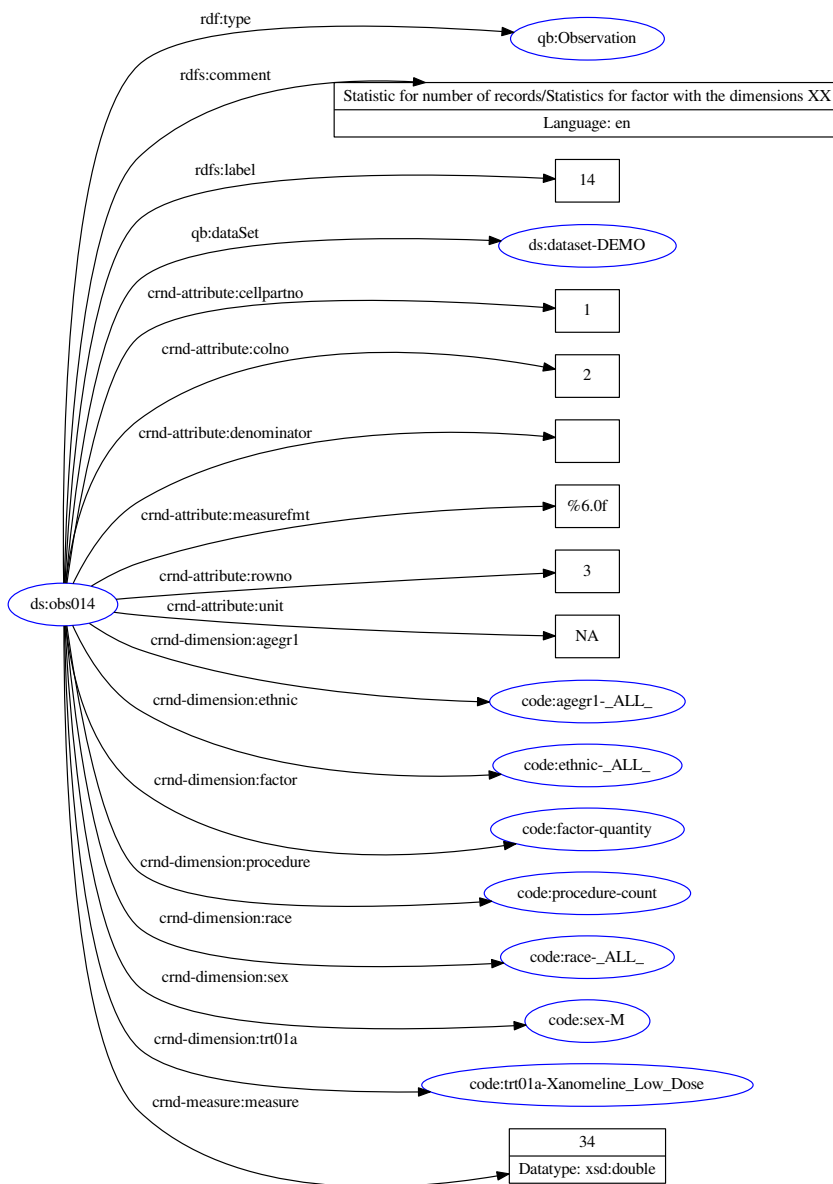 rdf:type
qb:Observation
rdfs:comment
Statistic for number of records/Statistics for factor with the dimensions XX
Language: en
rdfs:label
14
qb:dataSet
ds:dataset-DEMO
crnd-attribute:cellpartno
1
crnd-attribute:colno
2
crnd-attribute:denominator
crnd-attribute:measurefmt
%6.0f
crnd-attribute:rowno
3
ds:obs014
crnd-attribute:unit
NA
crnd-dimension:agegr1
code:agegr1-_ALL_
crnd-dimension:ethnic
code:ethnic-_ALL_
crnd-dimension:factor
code:factor-quantity
crnd-dimension:procedure
code:procedure-count
crnd-dimension:race
code:race-_ALL_
crnd-dimension:sex
code:sex-M
crnd-dimension:trt01a
code:trt01a-Xanomeline_Low_Dose
crnd-measure:measure
34
Datatype: xsd:double